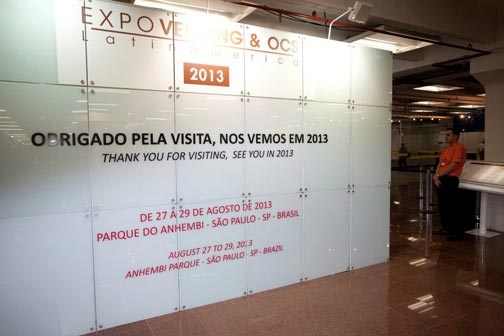 EXPOVENDING & OCS
Latin America
2013
OBRIGADO PELA VISITA, NOS VEMOS EM 2013
THANK YOU FOR VISITING, SEE YOU IN 2013
DE 27 À 29 DE AGOSTO DE 2013
PARQUE DO ANHEMBI - SÃO PAULO - SP - BRASIL
AUGUST 27 TO 29, 2013
ANHEMBI PARQUE - SÃO PAULO - SP - BRAZIL